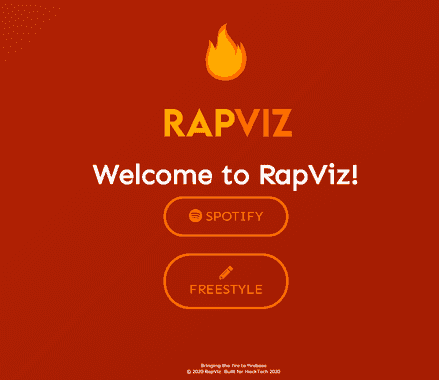 RAPVIZ
Welcome to RapViz!
SPOTIFY
FREESTYLE
Bringing the fire to firebase
© 2020 RapViz Built for HackTech 2020